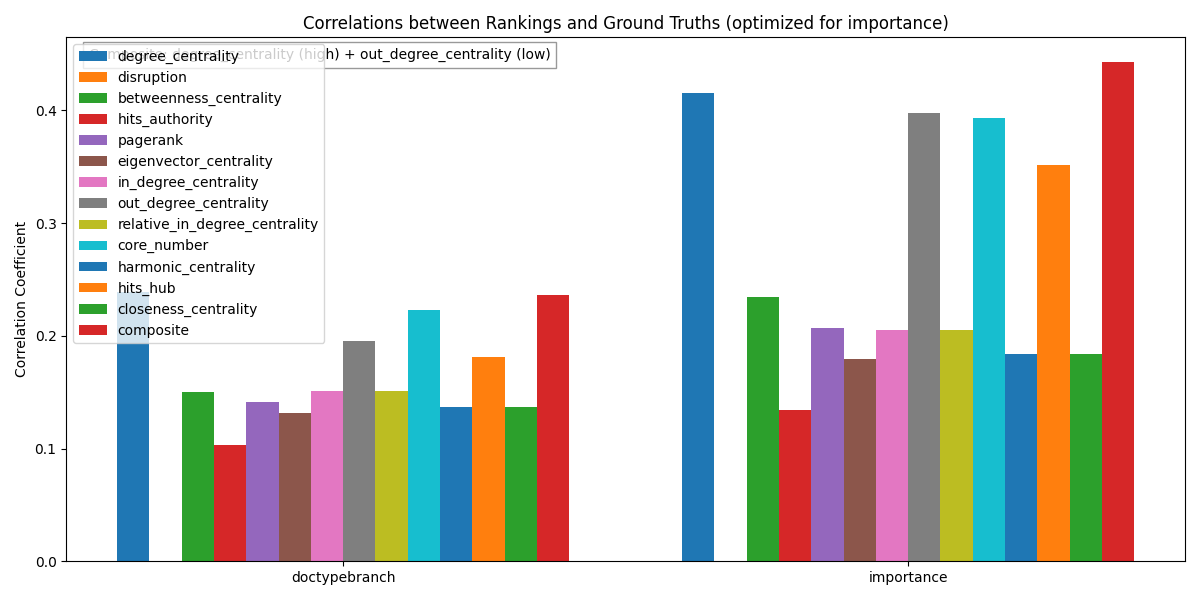 Correlations between Rankings and Ground Truths (optimized for importance)
Composite: degree_centrality (high) + out_degree_centrality (low)
degree_centrality
disruption
betweenness_centrality
hits_authority
pagerank
eigenvector_centrality
in_degree_centrality
out_degree_centrality
relative_in_degree_centrality
core_number
harmonic_centrality
hits_hub
closeness_centrality
composite
Correlation Coefficient
0.4
0.3
0.2
0.1
0.0
doctypebranch
importance